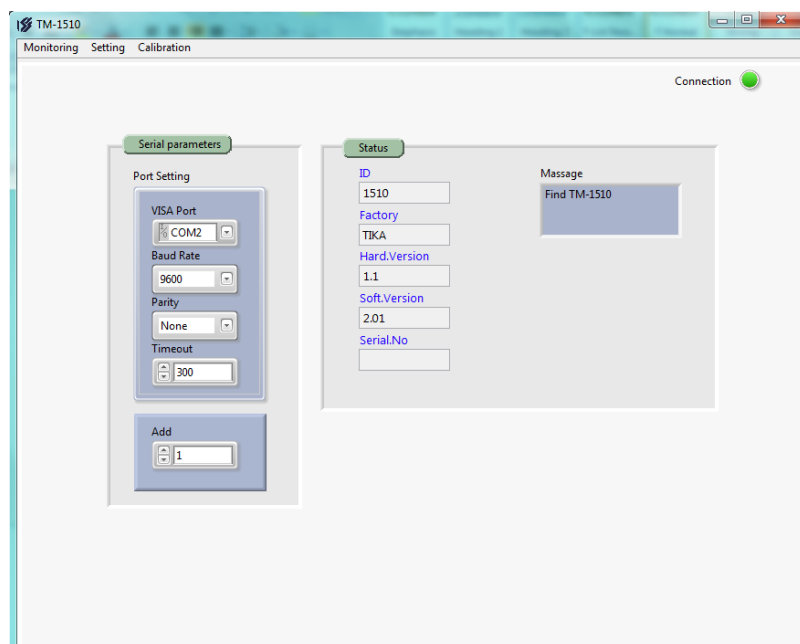 TM-1510
Monitoring Setting Calibration
Connection
Serial parameters
Port Setting
VISA Port
COM2
Baud Rate
9600
Parity
None
Timeout
300
Add
1
Status
ID
1510
Factory
TIKA
Hard.Version
1.1
Soft.Version
2.01
Serial.No
Massage
Find TM-1510